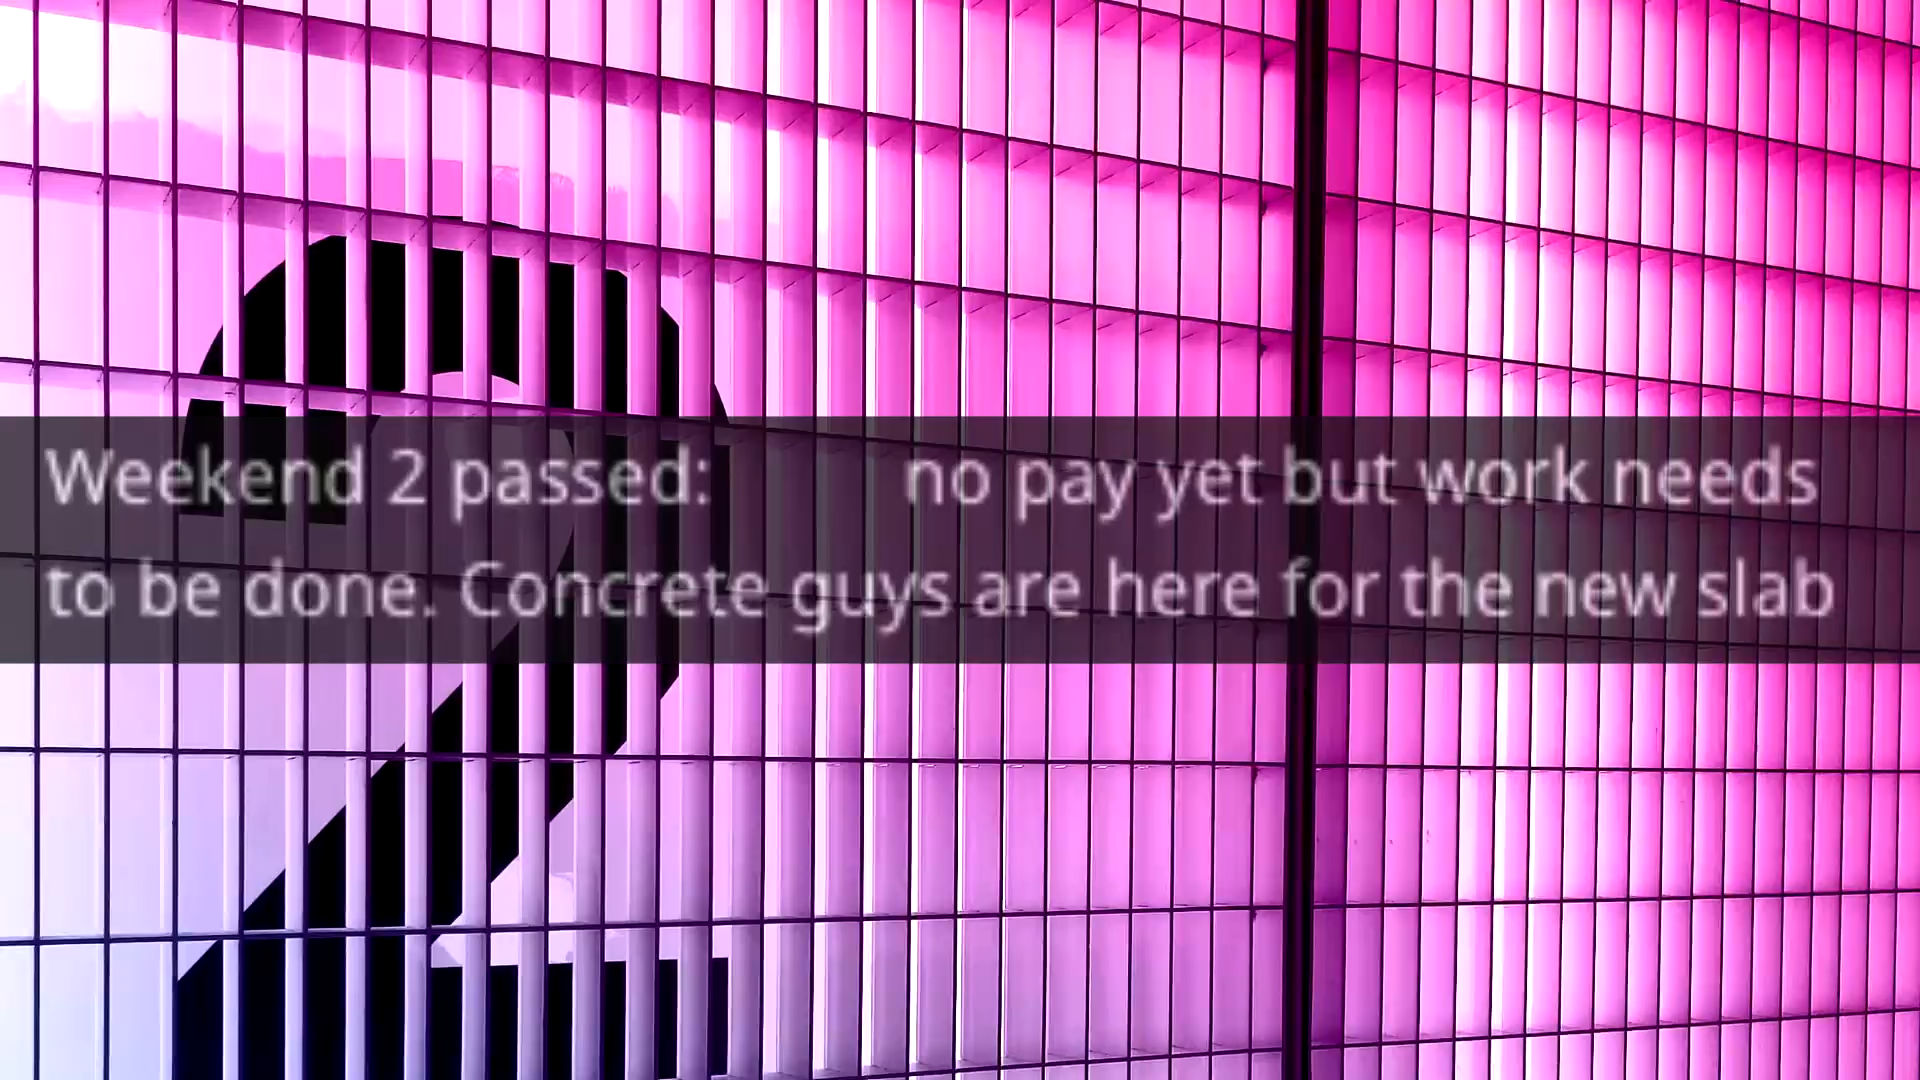 Weekend 2 passed: no pay yet but work needs
to be done. Concrete guys are here for the new slab
2